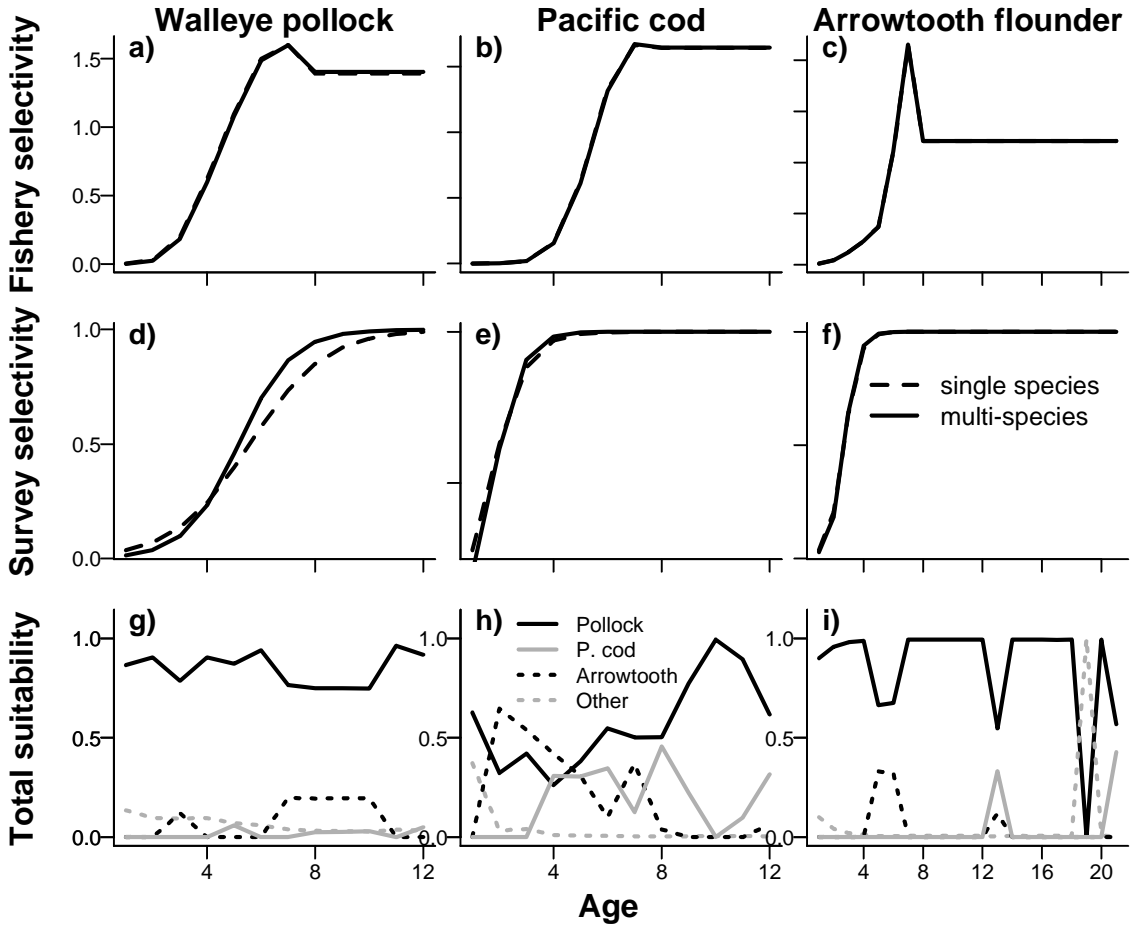 Walleye pollock
Pacific cod
Arrowtooth flounder
Fishery selectivity
a)
b)
c)
1.5
1.0
0.5
0.0
4
8
12
Survey selectivity
d)
e)
f)
1.0
0.5
0.0
single species
multi-species
Total suitability
g)
h)
i)
Pollock
P. cod
Arrowtooth
Other
1.0
0.5
0.0
1.0
0.5
0.0
1.0
0.5
0.0
4
8
12
4
8
12
4
8
12
16
20
Age